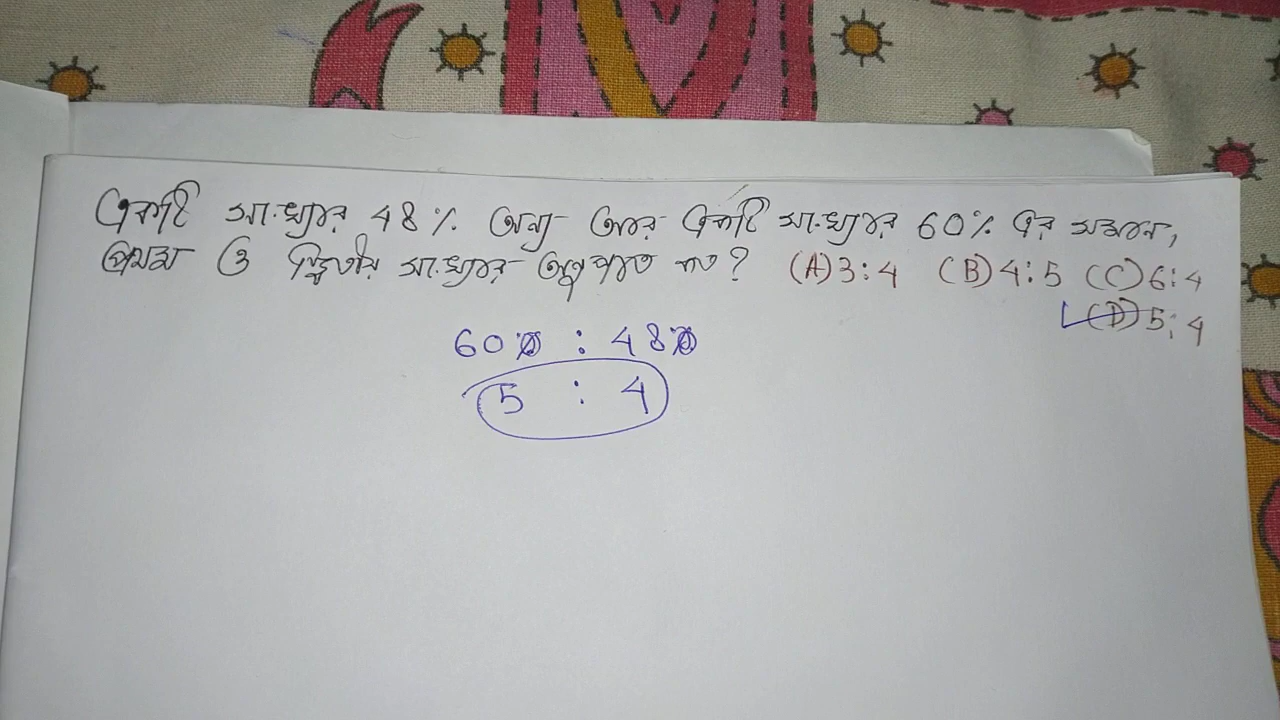 একটি সংখ্যার 48% অন্য আর একটি সংখ্যার 60% এর সমান,
প্রথম ও দ্বিতীয় সংখ্যার অনুপাত কত? (A) 3:4 (B) 4:5 (C) 6:4
(D) 5:4
60% : 48%
5 : 4